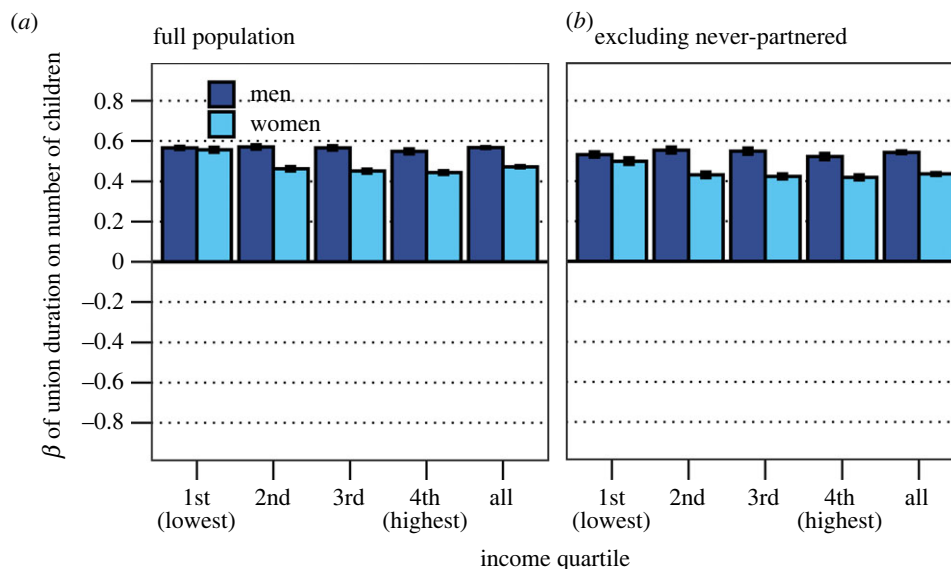 (a)
full population
(b)
excluding never-partnered
β of union duration on number of children
men
women
0.8
0.6
0.4
0.2
0
–0.2
–0.4
–0.6
–0.8
1st
(lowest)
2nd
3rd
4th
(highest)
all
1st
(lowest)
2nd
3rd
4th
(highest)
all
income quartile